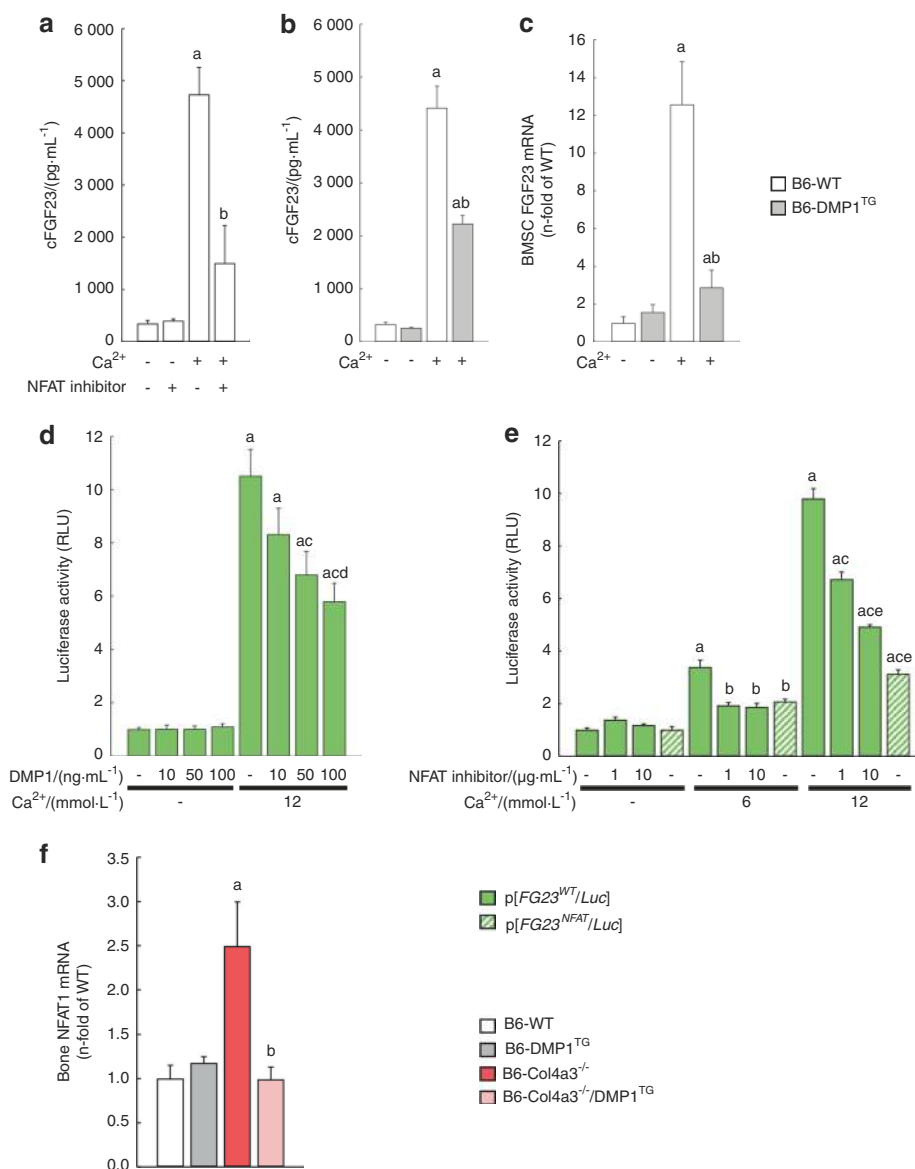 a
6 000
5 000
4 000
3 000
2 000
1 000
0
cFGF23/(pg·mL⁻¹)
a
b
Ca²⁺ - - + +
NFAT inhibitor - + - +
b
6 000
5 000
4 000
3 000
2 000
1 000
0
cFGF23/(pg·mL⁻¹)
a
ab
Ca²⁺ - - + +
c
16
14
12
10
8
6
4
2
0
BMSC FGF23 mRNA
(n-fold of WT)
a
ab
Ca²⁺ - - + +
B6-WT
B6-DMP1ᵀᴳ
d
12
10
8
6
4
2
0
Luciferase activity (RLU)
a
a
ac
acd
DMP1/(ng·mL⁻¹) - 10 50 100 - 10 50 100
Ca²⁺/(mmol·L⁻¹) - 12
e
12
10
8
6
4
2
0
Luciferase activity (RLU)
a
b b b
a
ac
ace
ace
NFAT inhibitor/(µg·mL⁻¹) - 1 10 - - 1 10 - - 1 10 -
Ca²⁺/(mmol·L⁻¹) - 6 12
f
3.5
3.0
2.5
2.0
1.5
1.0
0.5
0.0
Bone NFAT1 mRNA
(n-fold of WT)
a
b
p[FG23ᵂᵀ/Luc]
p[FG23ᴺᶠᴬᵀ/Luc]
B6-WT
B6-DMP1ᵀᴳ
B6-Col4a3⁻/⁻
B6-Col4a3⁻/⁻/DMP1ᵀᴳ